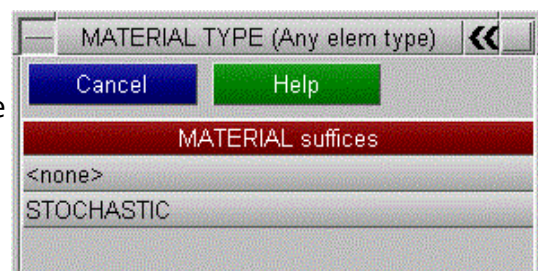 MATERIAL TYPE (Any elem type)
Cancel Help
e
MATERIAL suffices
<none>
STOCHASTIC